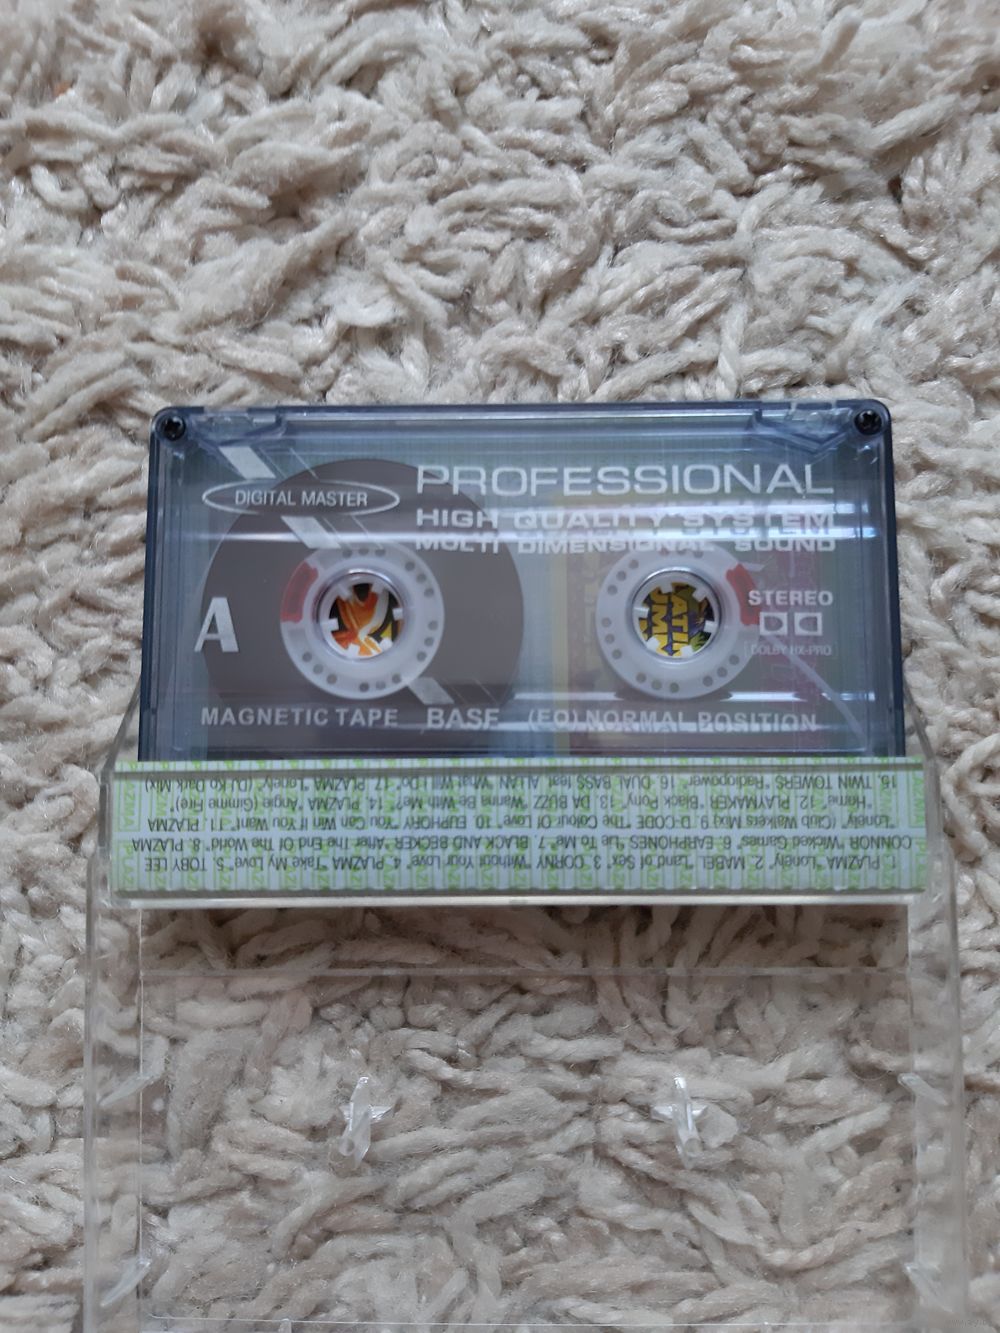 PROFESSIONAL
DIGITAL MASTER
HIGH QUALITY SYSTEM
MULTI DIMENSIONAL SOUND
A
STEREO
DOLBY HX-PRO
MAGNETIC TAPE BASF (EQ) NORMAL POSITION
1. PLAZMA "Lonely" 2. MABEL "Land of Sex" 3. CORNY "Without Your Love" 4. PLAZMA "Take My Love" 5. TOBY LEE
CONNOR "Wicked Games" 6. EARPHONES "Lie To Me" 7. BLACK AND BLACK "After The End Of The World" 8. PLAZMA
"Lonely" (Club Walkers Mix) 9. D-CODE "The Colour Of Love" 10. EUPHORY "You Can Win If You Want" 11. PLAZMA
12. PLAYMAKER "Black Pony" 13. DA BUZZ "Wanna Be With Me?" 14. PLAZMA "Angie (Gimme Fire)"
15. TWIN TOWERS "Radiopower" 16. DUAL BASS feat. ALLAN "What Will I Do" 17. PLAZMA "Lonely" (DJ Ko Dark Mix)